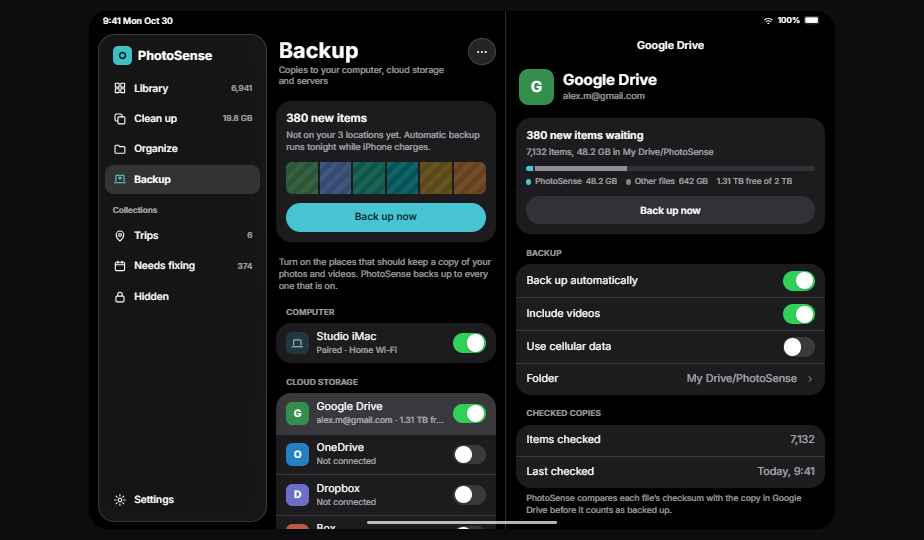 9:41 Mon Oct 30
100%
PhotoSense
Library 6,941
Clean up 19.8 GB
Organize
Backup
Collections
Trips 6
Needs fixing 374
Hidden
Settings
Backup
Copies to your computer, cloud storage
and servers
380 new items
Not on your 3 locations yet. Automatic backup
runs tonight while iPhone charges.
Back up now
Turn on the places that should keep a copy of your
photos and videos. PhotoSense backs up to every
one that is on.
COMPUTER
Studio iMac
Paired · Home Wi-Fi
CLOUD STORAGE
G
Google Drive
alex.m@gmail.com · 1.31 TB fr...
O
OneDrive
Not connected
D
Dropbox
Not connected
Box
Google Drive
G
Google Drive
alex.m@gmail.com
380 new items waiting
7,132 items, 48.2 GB in My Drive/PhotoSense
PhotoSense 48.2 GB Other files 642 GB 1.31 TB free of 2 TB
Back up now
BACKUP
Back up automatically
Include videos
Use cellular data
Folder My Drive/PhotoSense
CHECKED COPIES
Items checked 7,132
Last checked Today, 9:41
PhotoSense compares each file's checksum with the copy in Google
Drive before it counts as backed up.